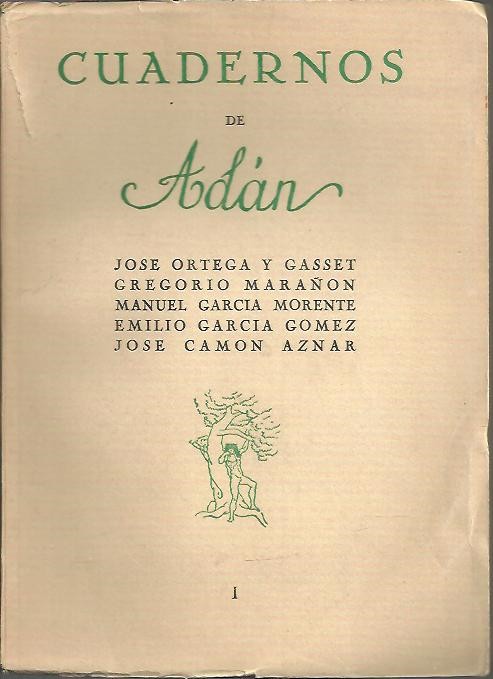 CUADERNOS
DE
Adán
JOSE ORTEGA Y GASSET
GREGORIO MARAÑON
MANUEL GARCIA MORENTE
EMILIO GARCIA GOMEZ
JOSE CAMON AZNAR
I